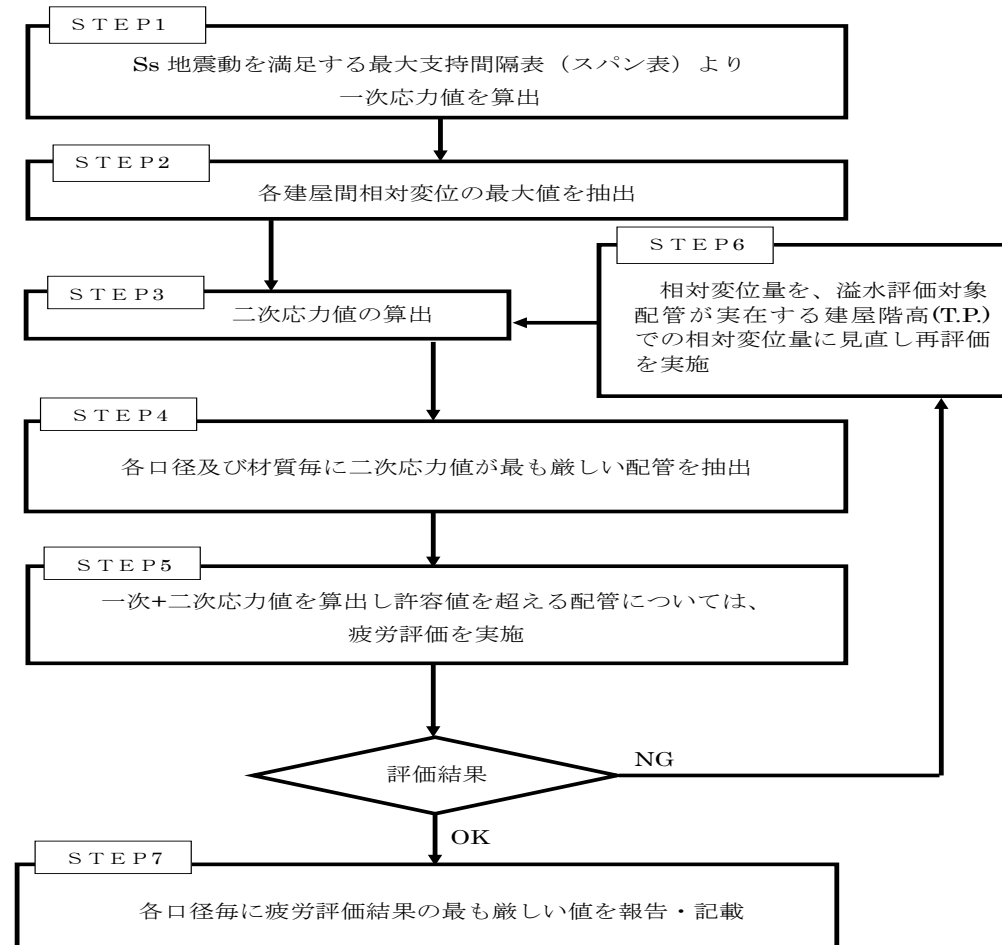 STEP1
Ss 地震動を満足する最大支持間隔表（スパン表）より
一次応力値を算出
STEP2
各建屋間相対変位の最大値を抽出
STEP6
相対変位量を、溢水評価対象
配管が実在する建屋階高(T.P.)
での相対変位量に見直し再評価
を実施
STEP3
二次応力値の算出
STEP4
各口径及び材質毎に二次応力値が最も厳しい配管を抽出
STEP5
一次+二次応力値を算出し許容値を超える配管については、
疲労評価を実施
評価結果
NG
OK
STEP7
各口径毎に疲労評価結果の最も厳しい値を報告・記載